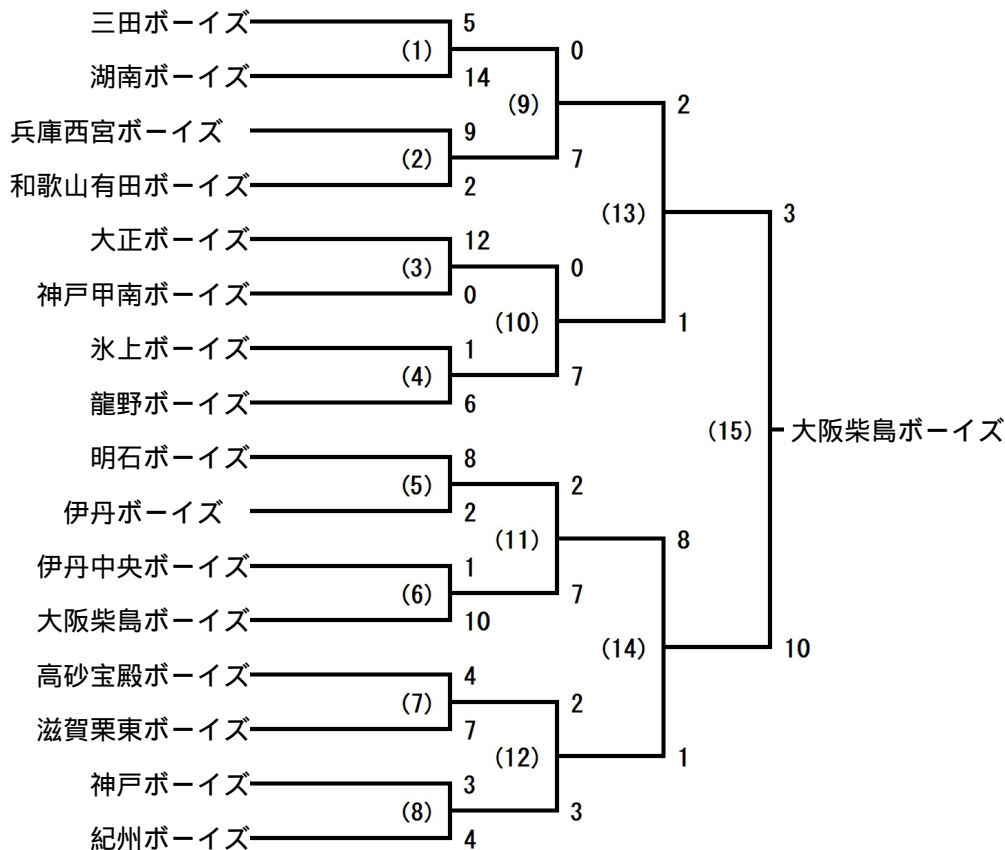 三田ボーイズ 5
(1) 0
湖南ボーイズ 14
(9) 2
兵庫西宮ボーイズ 9
(2) 7
和歌山有田ボーイズ 2
(13) 3
大正ボーイズ 12
(3) 0
神戸甲南ボーイズ 0
(10) 1
氷上ボーイズ 1
(4) 7
龍野ボーイズ 6
(15) 大阪柴島ボーイズ
明石ボーイズ 8
(5) 2
伊丹ボーイズ 2
(11) 8
伊丹中央ボーイズ 1
(6) 7
大阪柴島ボーイズ 10
(14) 10
高砂宝殿ボーイズ 4
(7) 2
滋賀栗東ボーイズ 7
(12) 1
神戸ボーイズ 3
(8) 3
紀州ボーイズ 4